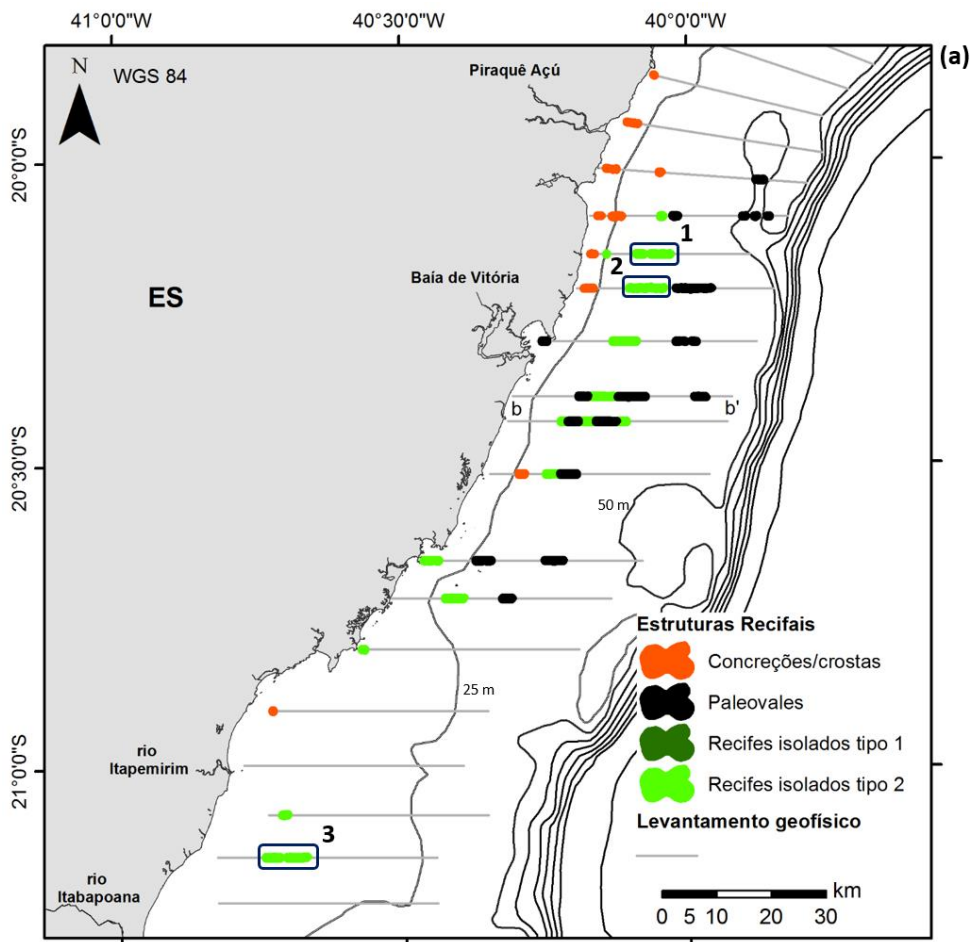 41°0'0"W
40°30'0"W
40°0'0"W
(a)
N
WGS 84
Piraquê Açú
20°0'0"S
1
2
Baía de Vitória
ES
b
b'
20°30'0"S
50 m
25 m
Estruturas Recifais
Concreções/crostas
Paleovales
Recifes isolados tipo 1
Recifes isolados tipo 2
Levantamento geofísico
21°0'0"S
rio
Itapemirim
3
rio
Itabapoana
km
0 5 10 20 30